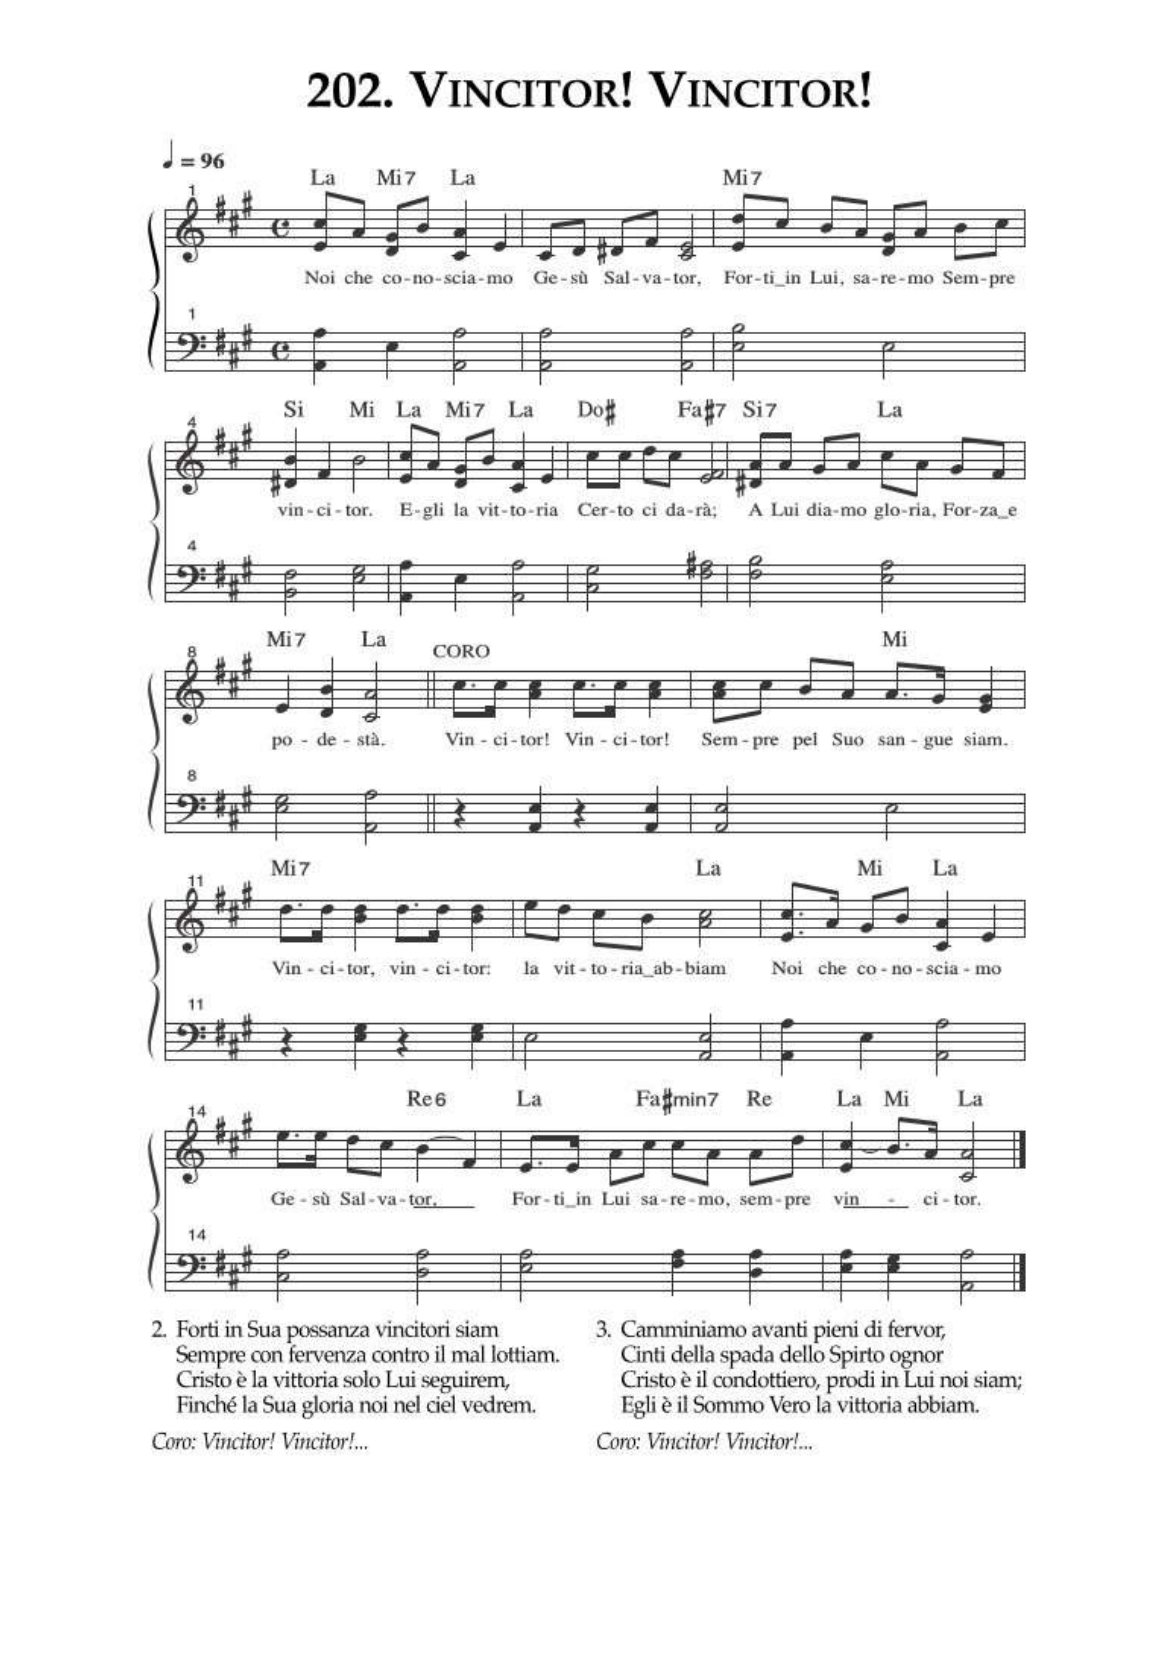 202. VINCITOR! VINCITOR!
♩ = 96
La Mi7 La Mi7
1
Noi che co-no-scia-mo Ge-sù Sal-va-tor, For-ti_in Lui, sa-re-mo Sem-pre
1
Si Mi La Mi7 La Do# Fa#7 Si7 La
4
vin-ci-tor. E-gli la vit-to-ria Cer-to ci da-rà; A Lui dia-mo glo-ria, For-za_e
4
Mi7 La CORO Mi
8
po - de - stà. Vin - ci-tor! Vin - ci-tor! Sem-pre pel Suo san-gue siam.
8
Mi7 La Mi La
11
Vin - ci-tor, vin - ci-tor: la vit-to-ria_ab-biam Noi che co-no-scia-mo
11
Re6 La Fa#min7 Re La Mi La
14
Ge - sù Sal-va-tor,___ For-ti_in Lui sa-re-mo, sem-pre vin__-__ ci-tor.
14
2. Forti in Sua possanza vincitori siam
Sempre con fervenza contro il mal lottiam.
Cristo è la vittoria solo Lui seguirem,
Finché la Sua gloria noi nel ciel vedrem.
Coro: Vincitor! Vincitor!...
3. Camminiamo avanti pieni di fervor,
Cinti della spada dello Spirto ognor
Cristo è il condottiero, prodi in Lui noi siam;
Egli è il Sommo Vero la vittoria abbiam.
Coro: Vincitor! Vincitor!...